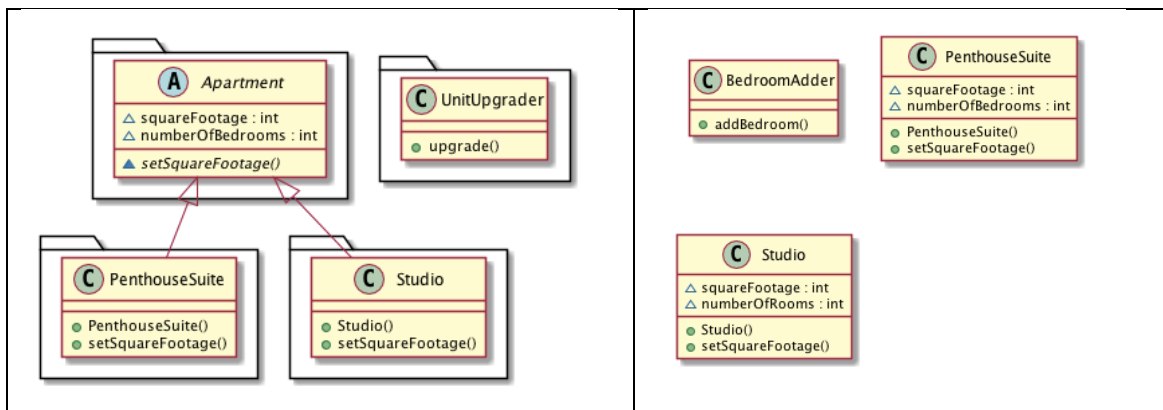 A Apartment
squareFootage : int
numberOfBedrooms : int
setSquareFootage()
C UnitUpgrader
upgrade()
C PenthouseSuite
PenthouseSuite()
setSquareFootage()
C Studio
Studio()
setSquareFootage()
C BedroomAdder
addBedroom()
C PenthouseSuite
squareFootage : int
numberOfBedrooms : int
PenthouseSuite()
setSquareFootage()
C Studio
squareFootage : int
numberOfRooms : int
Studio()
setSquareFootage()